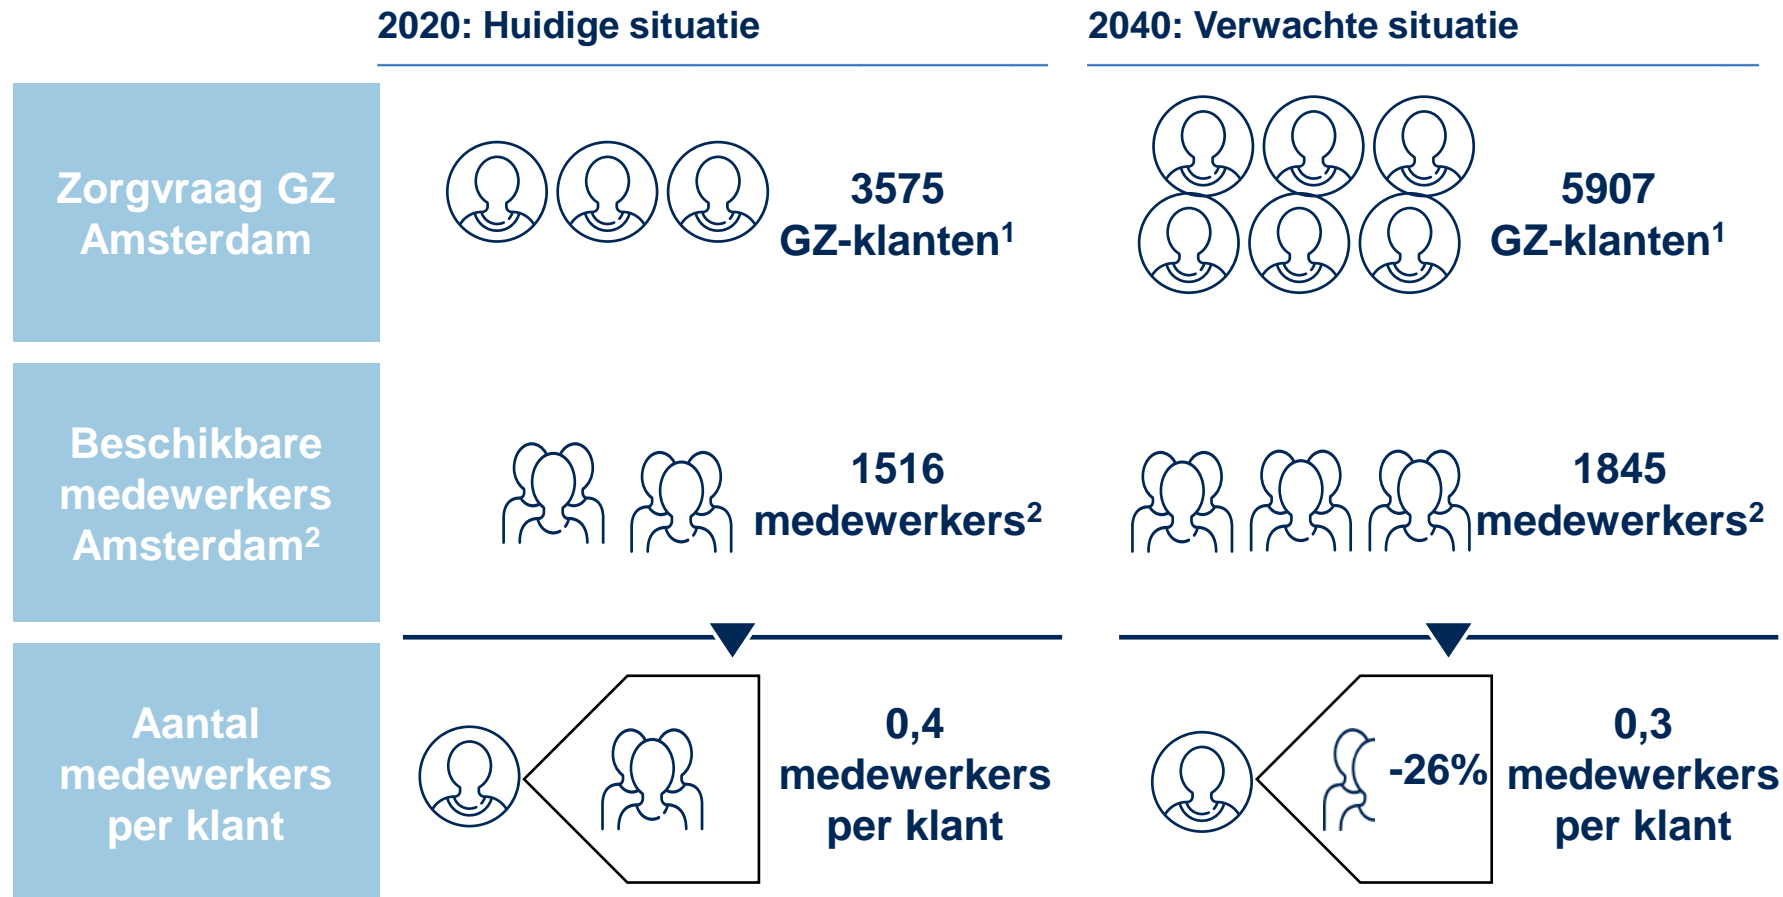 2020: Huidige situatie
2040: Verwachte situatie
Zorgvraag GZ
Amsterdam
3575
GZ-klanten¹
5907
GZ-klanten¹
Beschikbare
medewerkers
Amsterdam²
1516
medewerkers²
1845
medewerkers²
Aantal
medewerkers
per klant
0,4
medewerkers
per klant
-26%
0,3
medewerkers
per klant